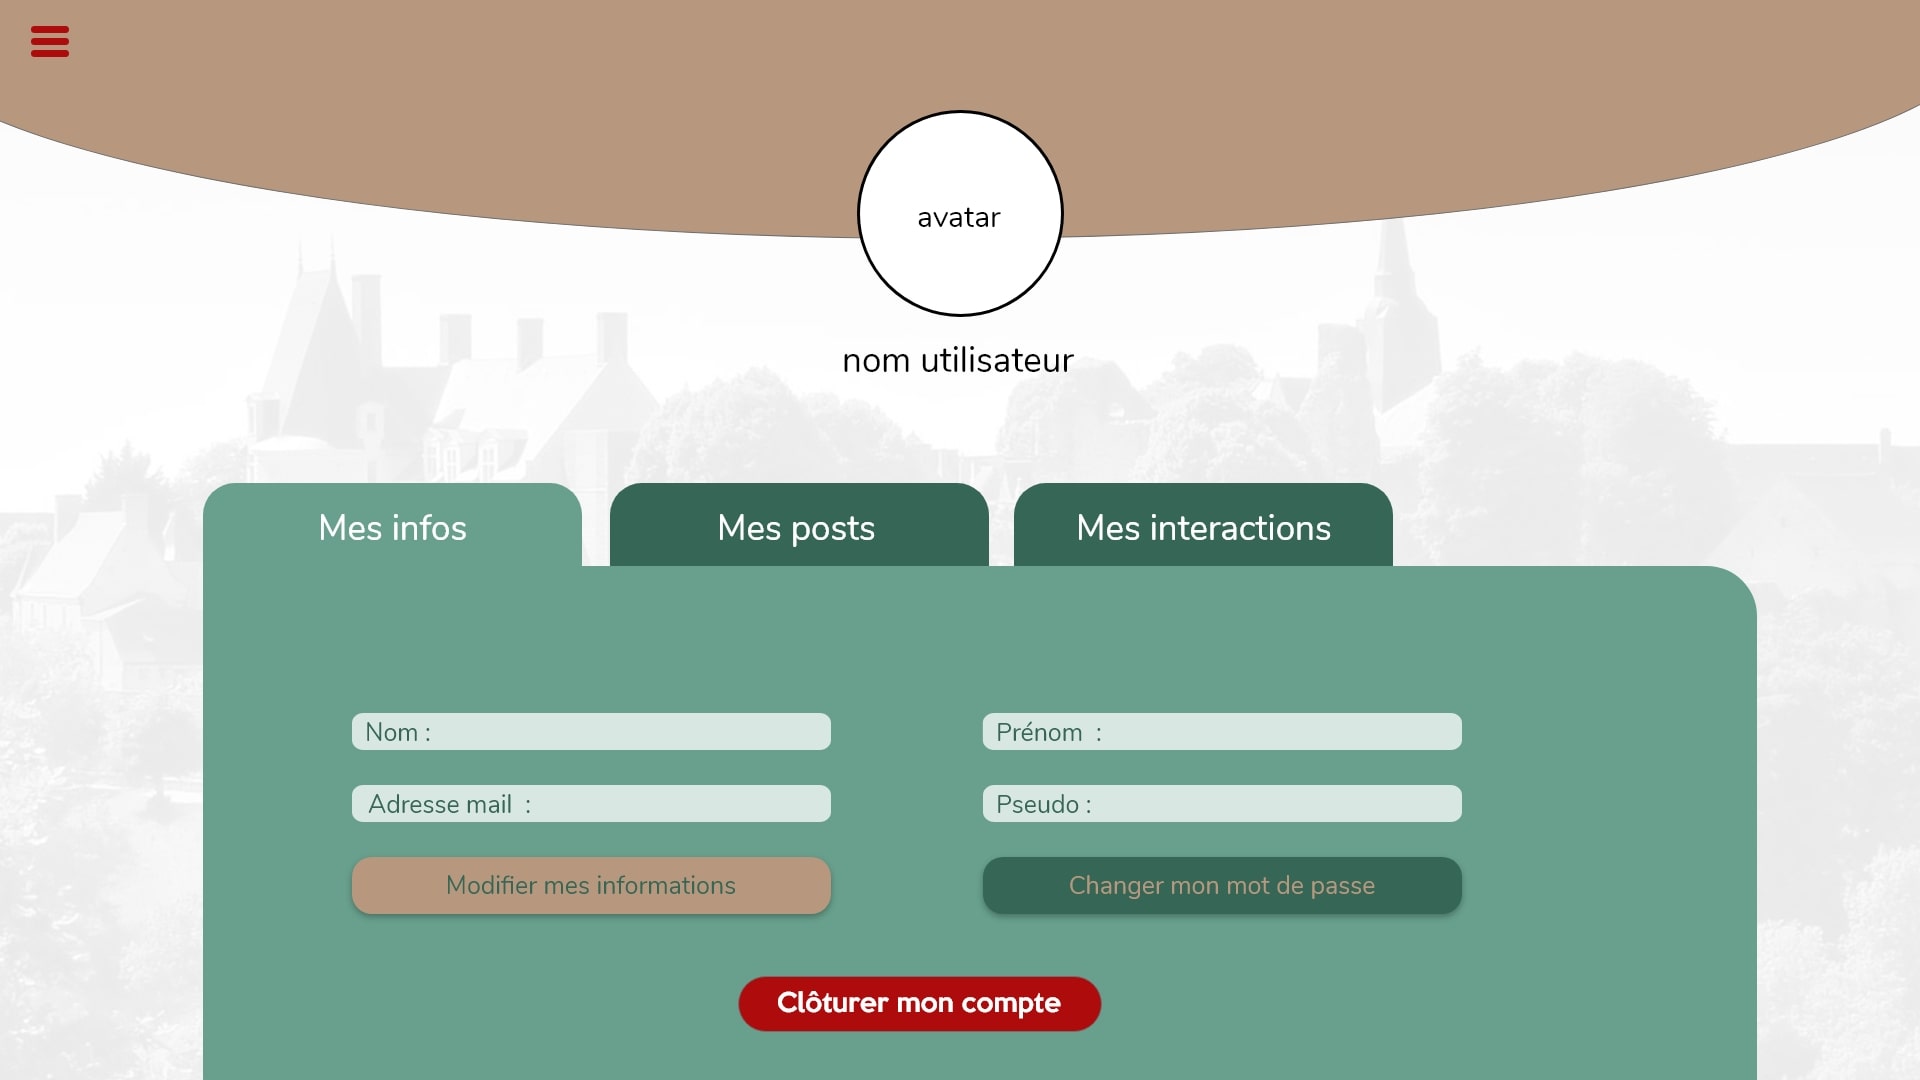 avatar
nom utilisateur
Mes infos
Mes posts
Mes interactions
Nom :
Prénom  :
Adresse mail  :
Pseudo :
Modifier mes informations
Changer mon mot de passe
Clôturer mon compte